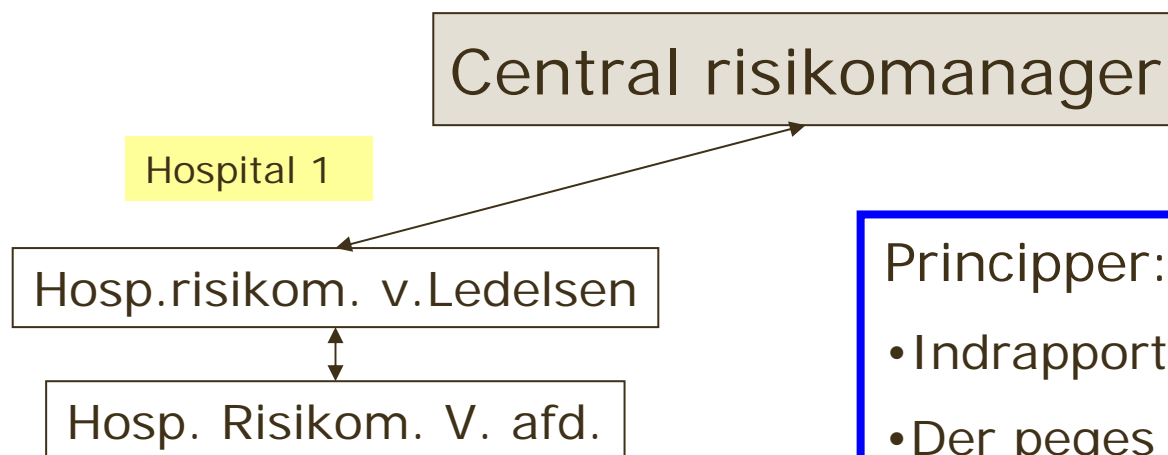 Central risikomanager
Hospital 1
Hosp.risikom. v.Ledelsen
Hosp. Risikom. V. afd.
Principper:
•Indrapport
•Der peges